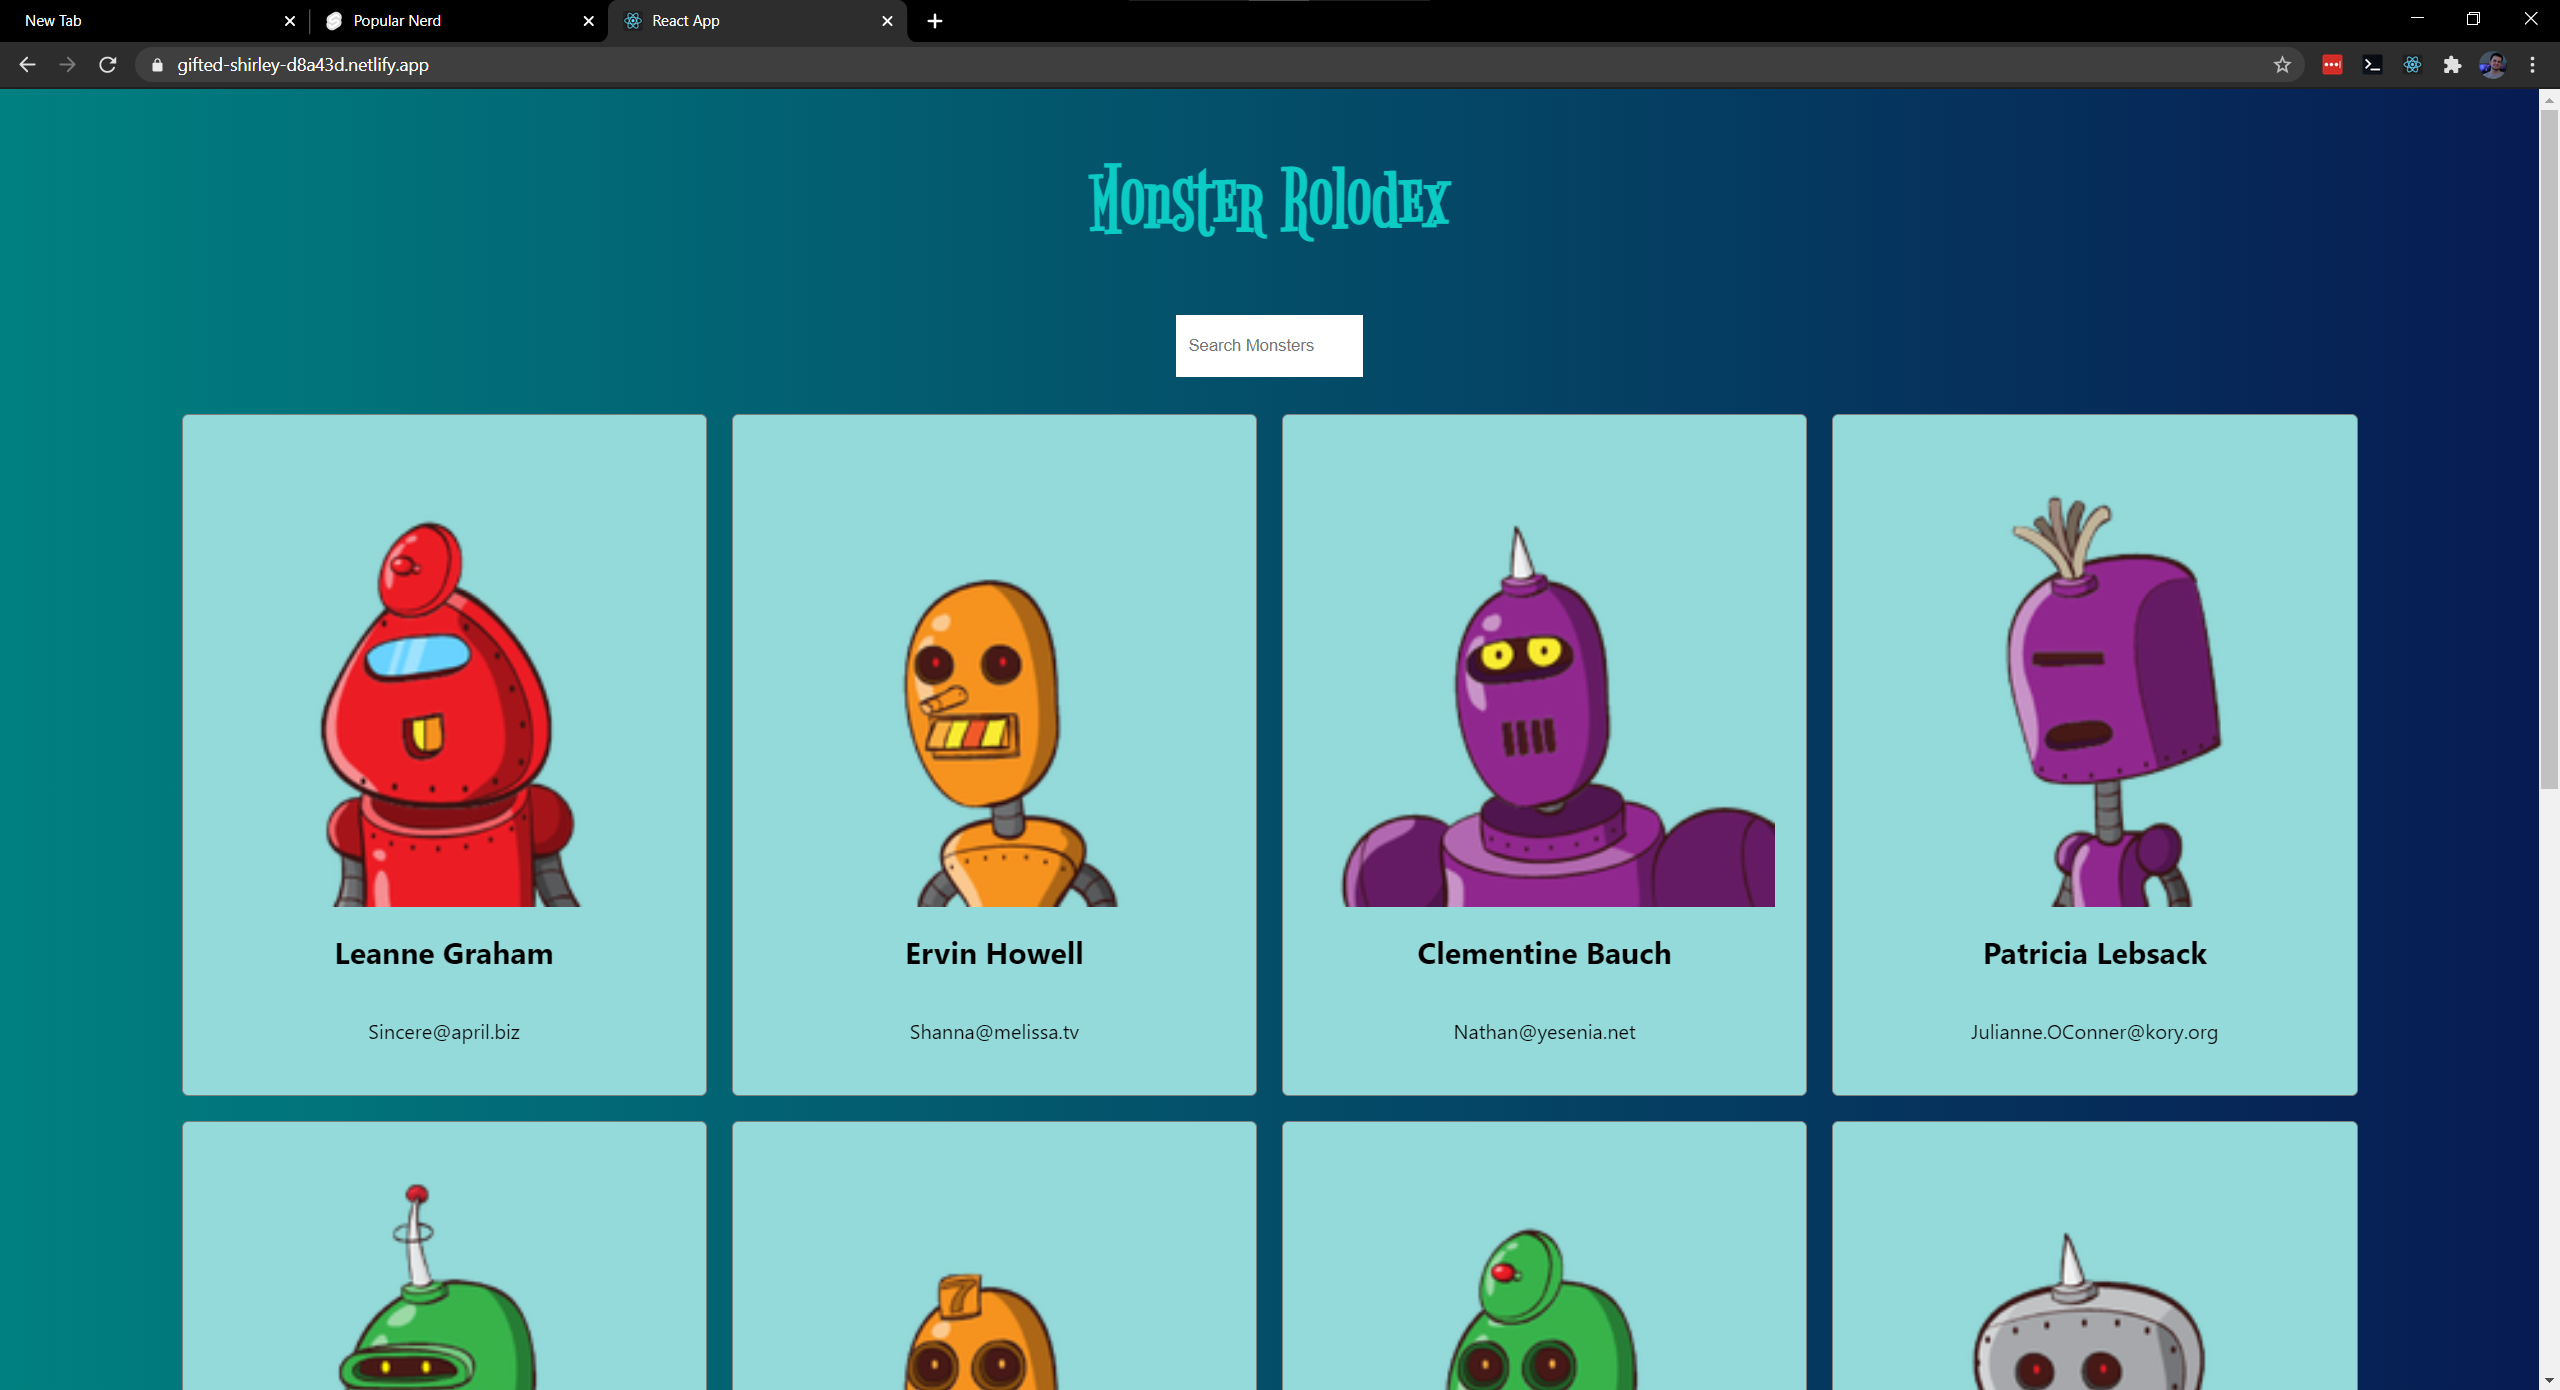 New Tab
Popular Nerd
React App
gifted-shirley-d8a43d.netlify.app
Monster Rolodex
Search Monsters
Leanne Graham
Ervin Howell
Clementine Bauch
Patricia Lebsack
Sincere@april.biz
Shanna@melissa.tv
Nathan@yesenia.net
Julianne.OConner@kory.org
7